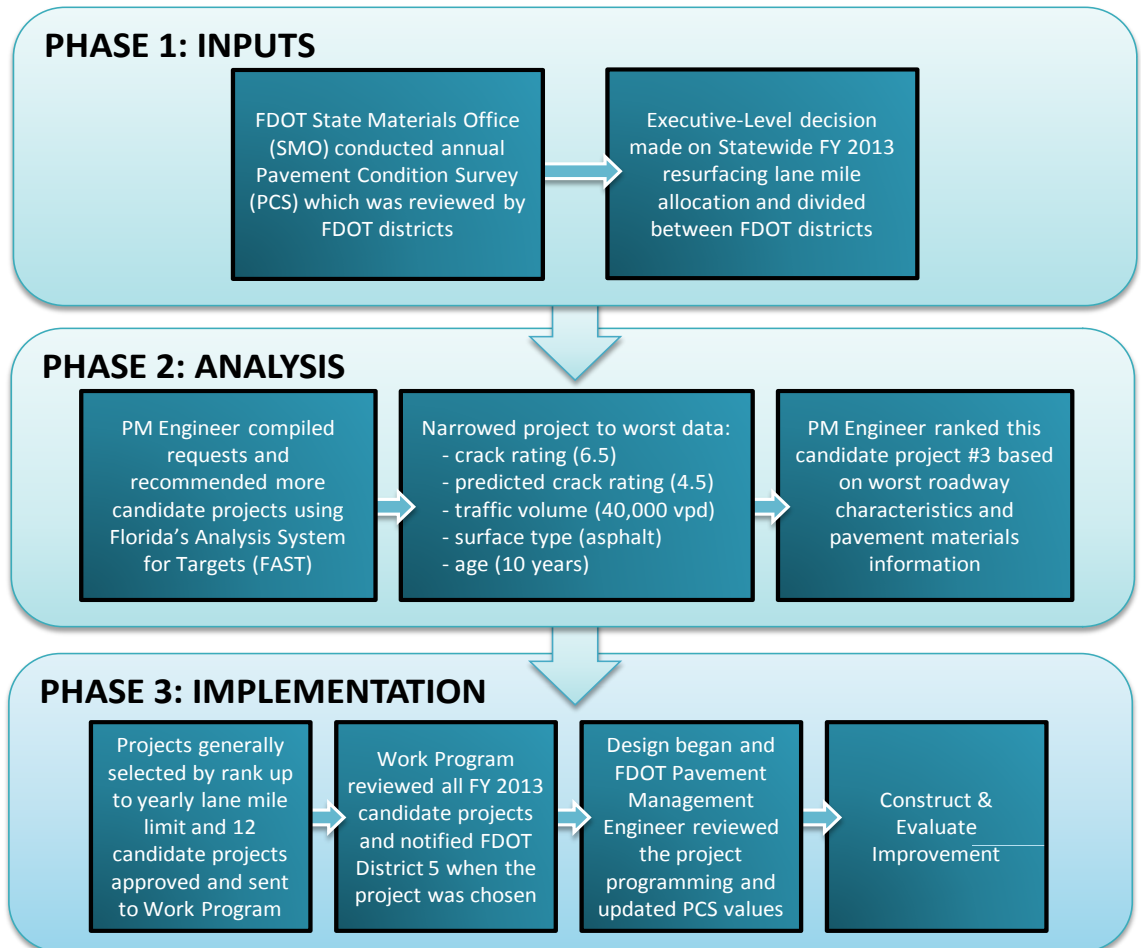 PHASE 1: INPUTS
FDOT State Materials Office
(SMO) conducted annual
Pavement Condition Survey
(PCS) which was reviewed by
FDOT districts
Executive-Level decision
made on Statewide FY 2013
resurfacing lane mile
allocation and divided
between FDOT districts
PHASE 2: ANALYSIS
PM Engineer compiled
requests and
recommended more
candidate projects using
Florida's Analysis System
for Targets (FAST)
Narrowed project to worst data:
- crack rating (6.5)
- predicted crack rating (4.5)
- traffic volume (40,000 vpd)
- surface type (asphalt)
- age (10 years)
PM Engineer ranked this
candidate project #3 based
on worst roadway
characteristics and
pavement materials
information
PHASE 3: IMPLEMENTATION
Projects generally
selected by rank up
to yearly lane mile
limit and 12
candidate projects
approved and sent
to Work Program
Work Program
reviewed all FY 2013
candidate projects
and notified FDOT
District 5 when the
project was chosen
Design began and
FDOT Pavement
Management
Engineer reviewed
the project
programming and
updated PCS values
Construct &
Evaluate
Improvement